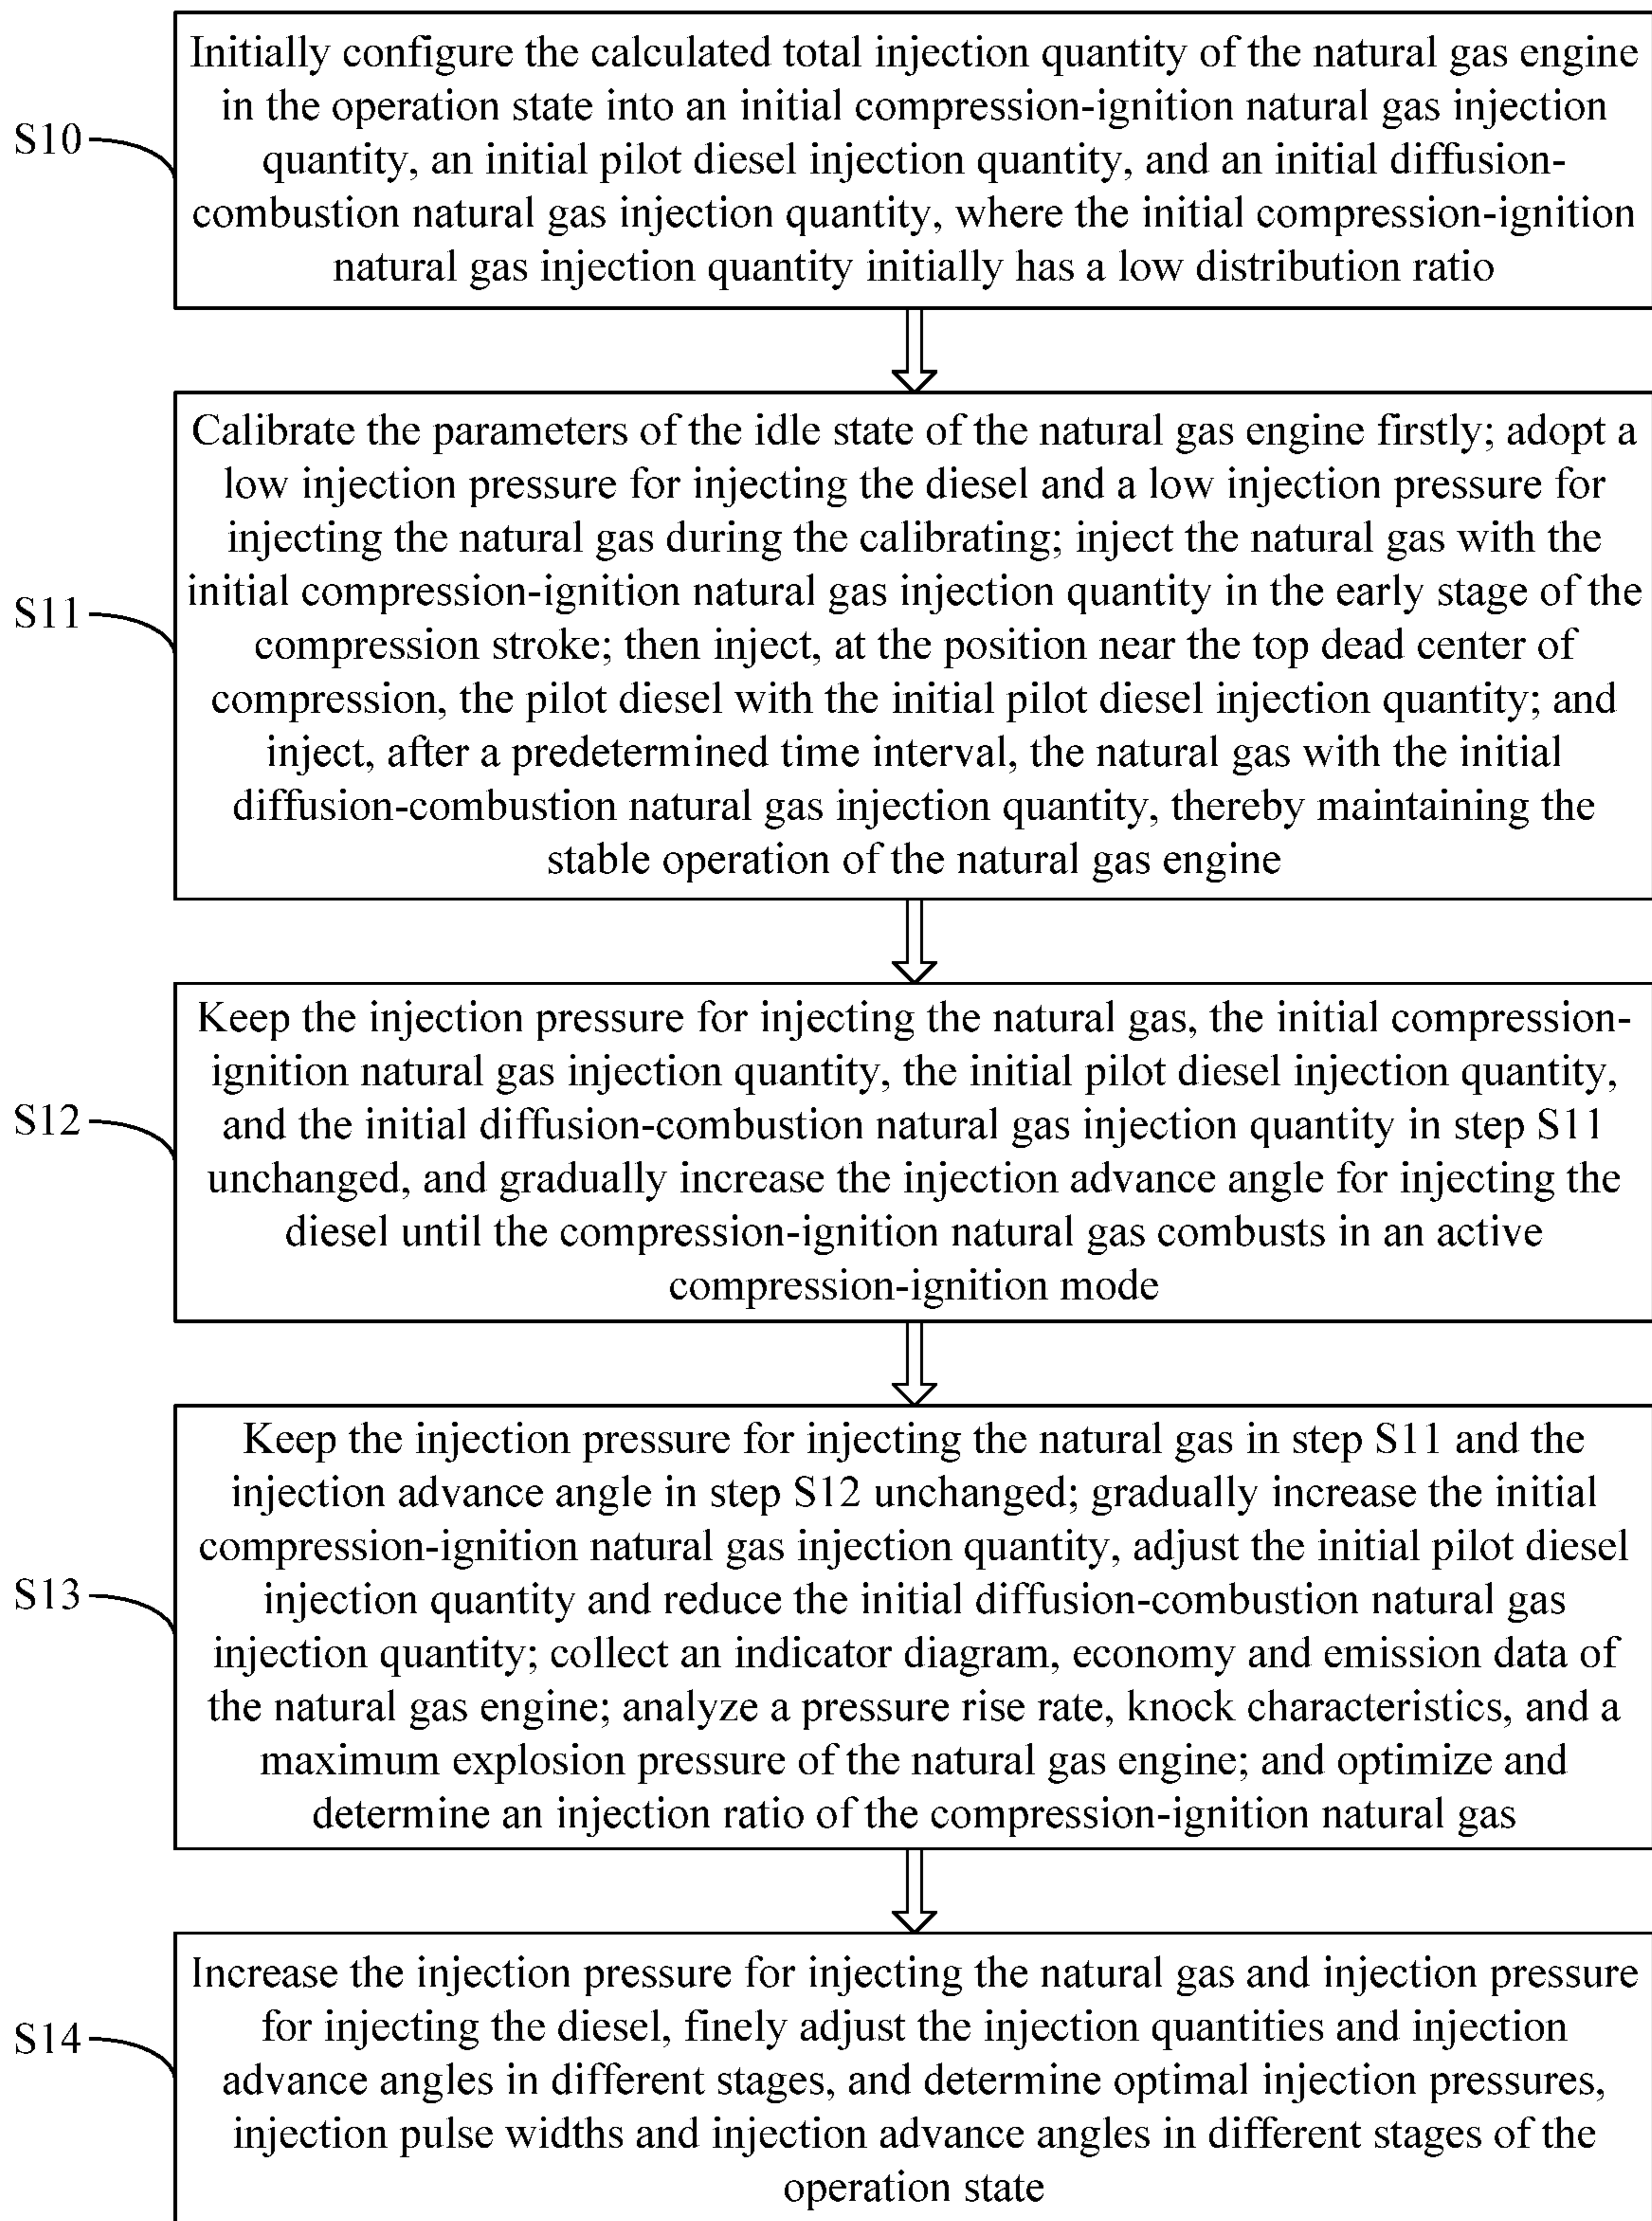 S10
Initially configure the calculated total injection quantity of the natural gas engine
in the operation state into an initial compression-ignition natural gas injection
quantity, an initial pilot diesel injection quantity, and an initial diffusion-
combustion natural gas injection quantity, where the initial compression-ignition
natural gas injection quantity initially has a low distribution ratio
S11
Calibrate the parameters of the idle state of the natural gas engine firstly; adopt a
low injection pressure for injecting the diesel and a low injection pressure for
injecting the natural gas during the calibrating; inject the natural gas with the
initial compression-ignition natural gas injection quantity in the early stage of the
compression stroke; then inject, at the position near the top dead center of
compression, the pilot diesel with the initial pilot diesel injection quantity; and
inject, after a predetermined time interval, the natural gas with the initial
diffusion-combustion natural gas injection quantity, thereby maintaining the
stable operation of the natural gas engine
S12
Keep the injection pressure for injecting the natural gas, the initial compression-
ignition natural gas injection quantity, the initial pilot diesel injection quantity,
and the initial diffusion-combustion natural gas injection quantity in step S11
unchanged, and gradually increase the injection advance angle for injecting the
diesel until the compression-ignition natural gas combusts in an active
compression-ignition mode
S13
Keep the injection pressure for injecting the natural gas in step S11 and the
injection advance angle in step S12 unchanged; gradually increase the initial
compression-ignition natural gas injection quantity, adjust the initial pilot diesel
injection quantity and reduce the initial diffusion-combustion natural gas
injection quantity; collect an indicator diagram, economy and emission data of
the natural gas engine; analyze a pressure rise rate, knock characteristics, and a
maximum explosion pressure of the natural gas engine; and optimize and
determine an injection ratio of the compression-ignition natural gas
S14
Increase the injection pressure for injecting the natural gas and injection pressure
for injecting the diesel, finely adjust the injection quantities and injection
advance angles in different stages, and determine optimal injection pressures,
injection pulse widths and injection advance angles in different stages of the
operation state